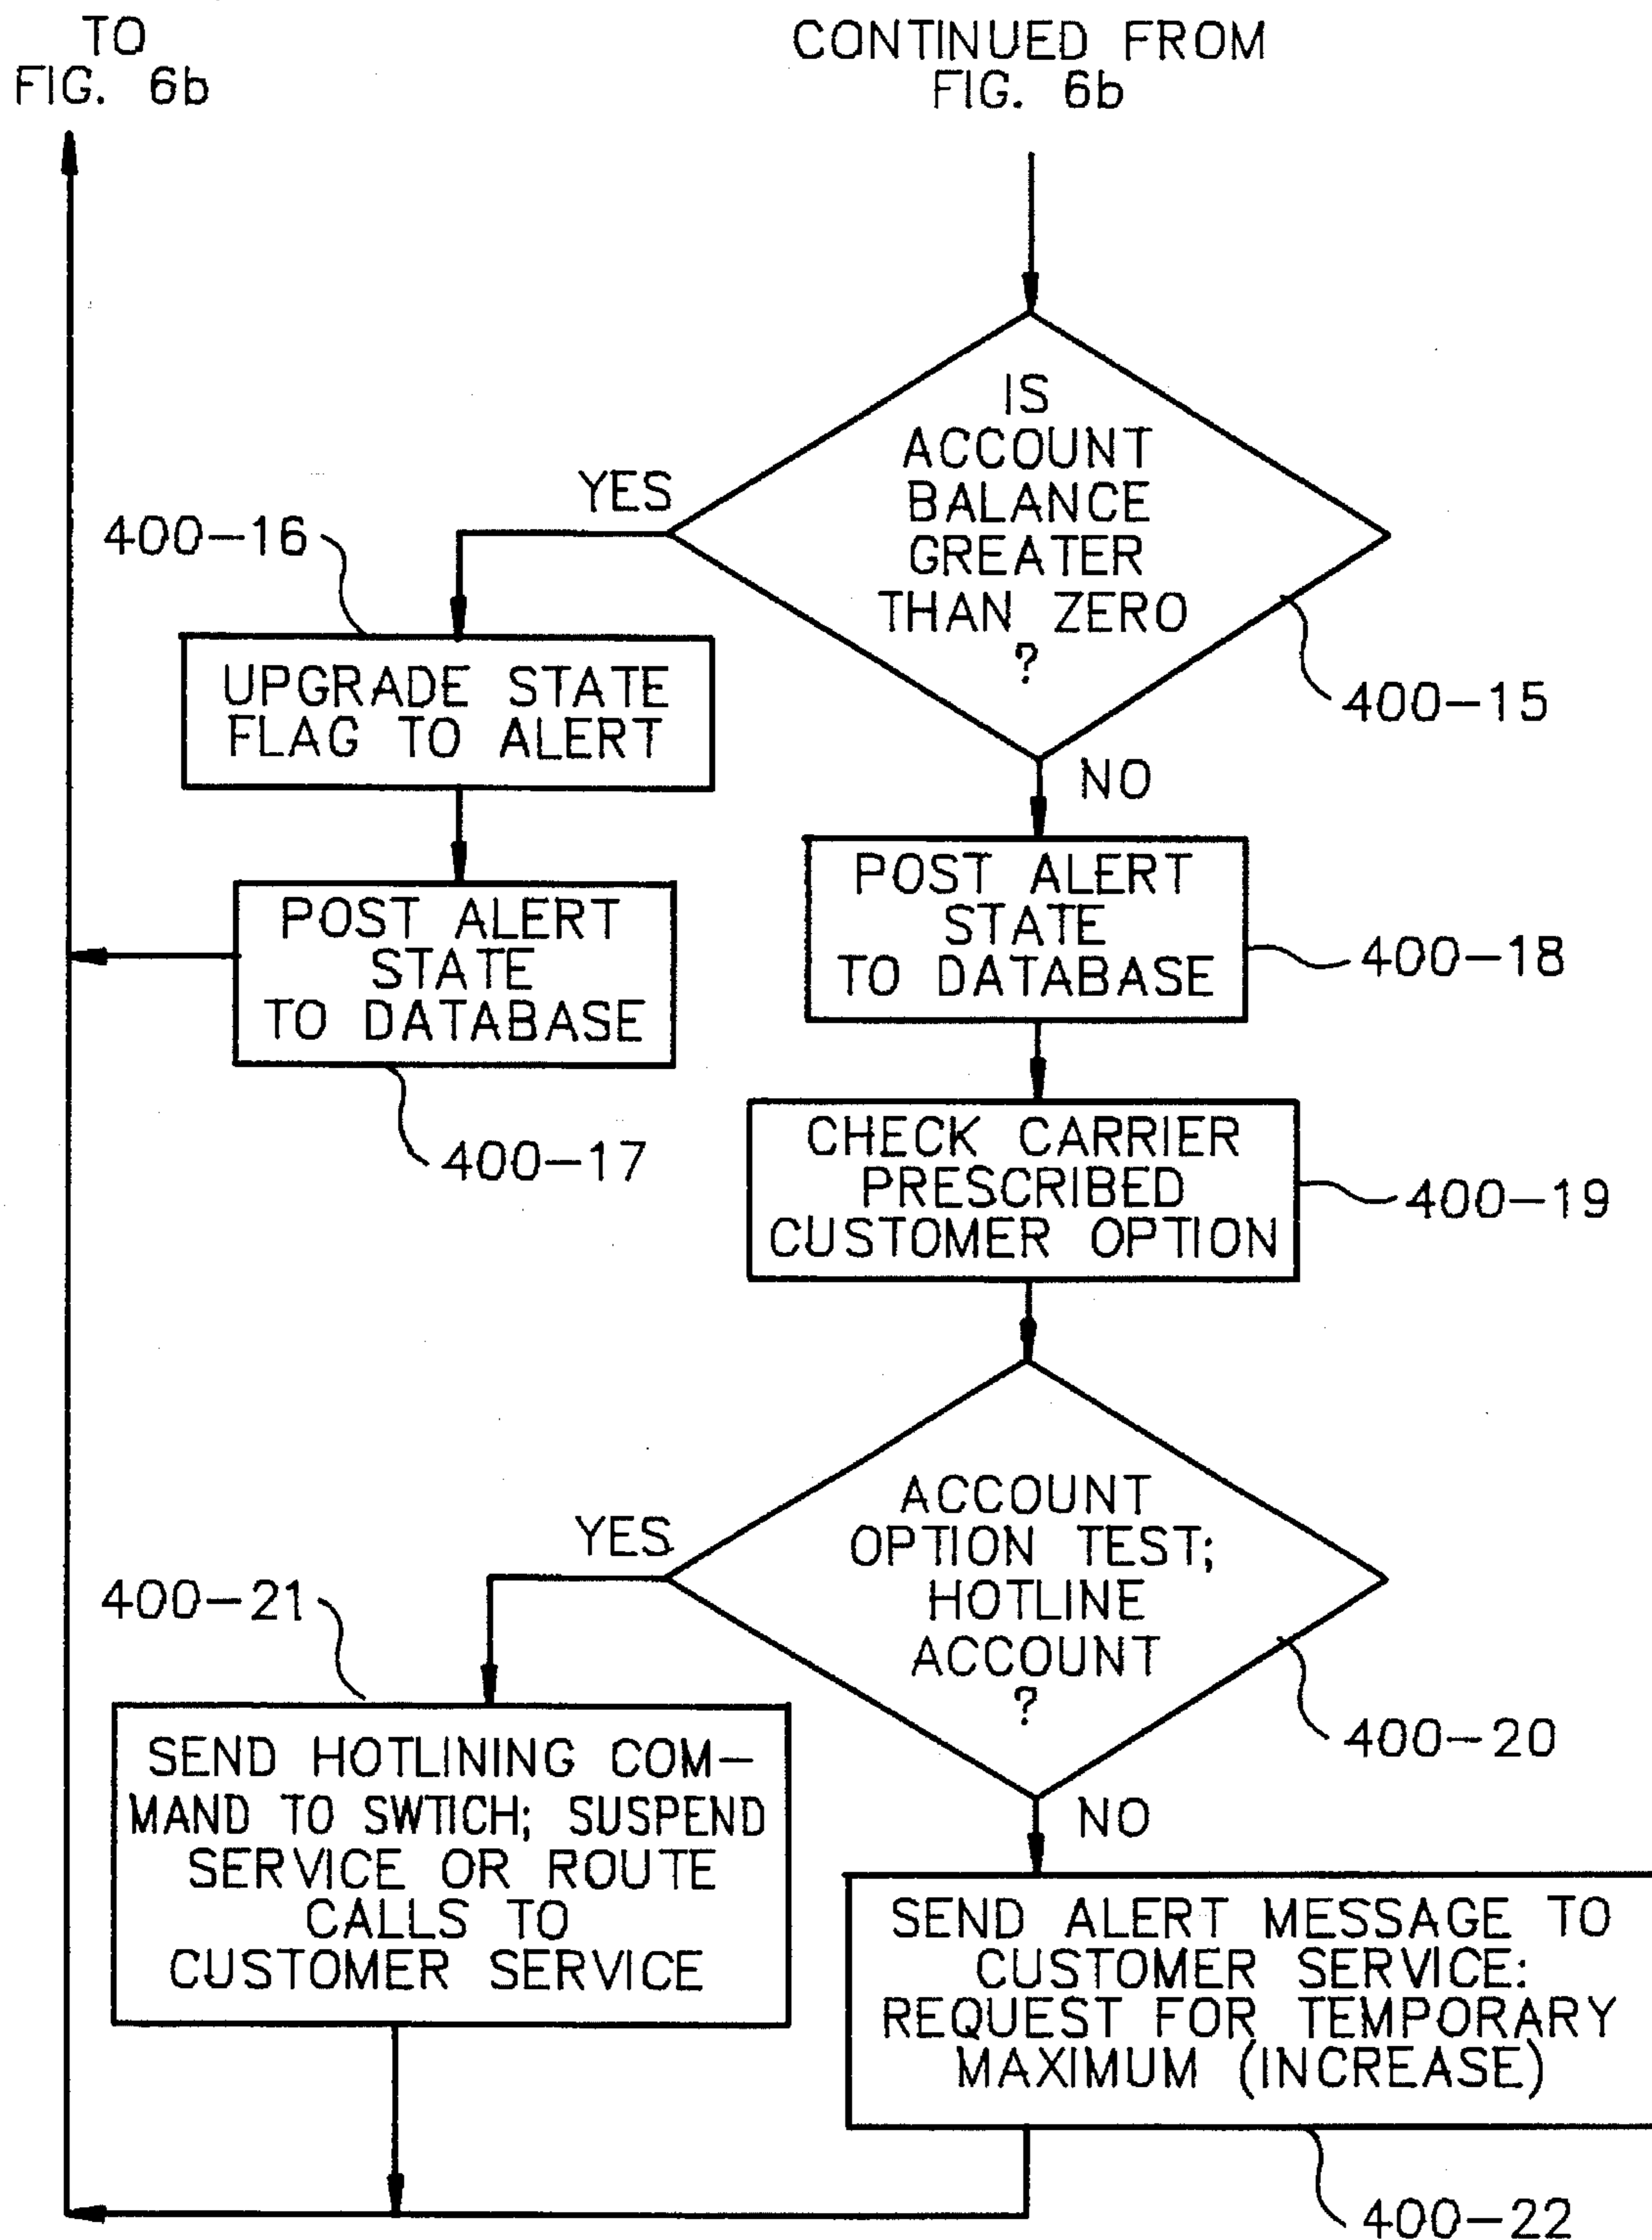 TO
FIG. 6b
CONTINUED FROM
FIG. 6b
IS
ACCOUNT
BALANCE
GREATER
THAN ZERO
?
400-15
YES
400-16
UPGRADE STATE
FLAG TO ALERT
NO
POST ALERT
STATE
TO DATABASE
400-17
POST ALERT
STATE
TO DATABASE
400-18
CHECK CARRIER
PRESCRIBED
CUSTOMER OPTION
400-19
ACCOUNT
OPTION TEST;
HOTLINE
ACCOUNT
?
400-20
YES
400-21
SEND HOTLINING COM-
MAND TO SWTICH; SUSPEND
SERVICE OR ROUTE
CALLS TO
CUSTOMER SERVICE
NO
SEND ALERT MESSAGE TO
CUSTOMER SERVICE:
REQUEST FOR TEMPORARY
MAXIMUM (INCREASE)
400-22